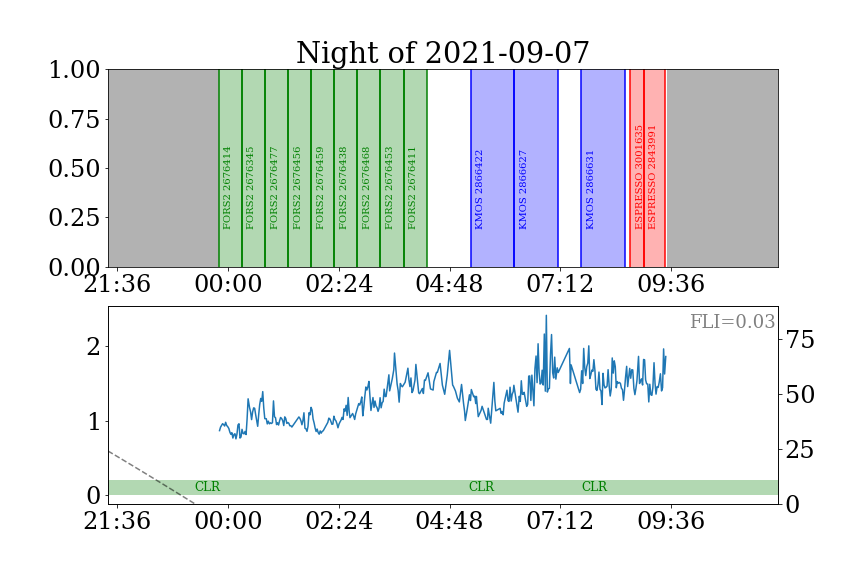 Night of 2021-09-07
1.00
0.75
0.50
0.25
0.00
FORS2 2676414
FORS2 2676345
FORS2 2676477
FORS2 2676456
FORS2 2676459
FORS2 2676438
FORS2 2676468
FORS2 2676453
FORS2 2676411
KMOS 2866422
KMOS 2866627
KMOS 2866631
ESPRESSO 3001635
ESPRESSO 2843991
21:36 00:00 02:24 04:48 07:12 09:36
FLI=0.03
2
1
0
75
50
25
0
CLR CLR CLR
21:36 00:00 02:24 04:48 07:12 09:36